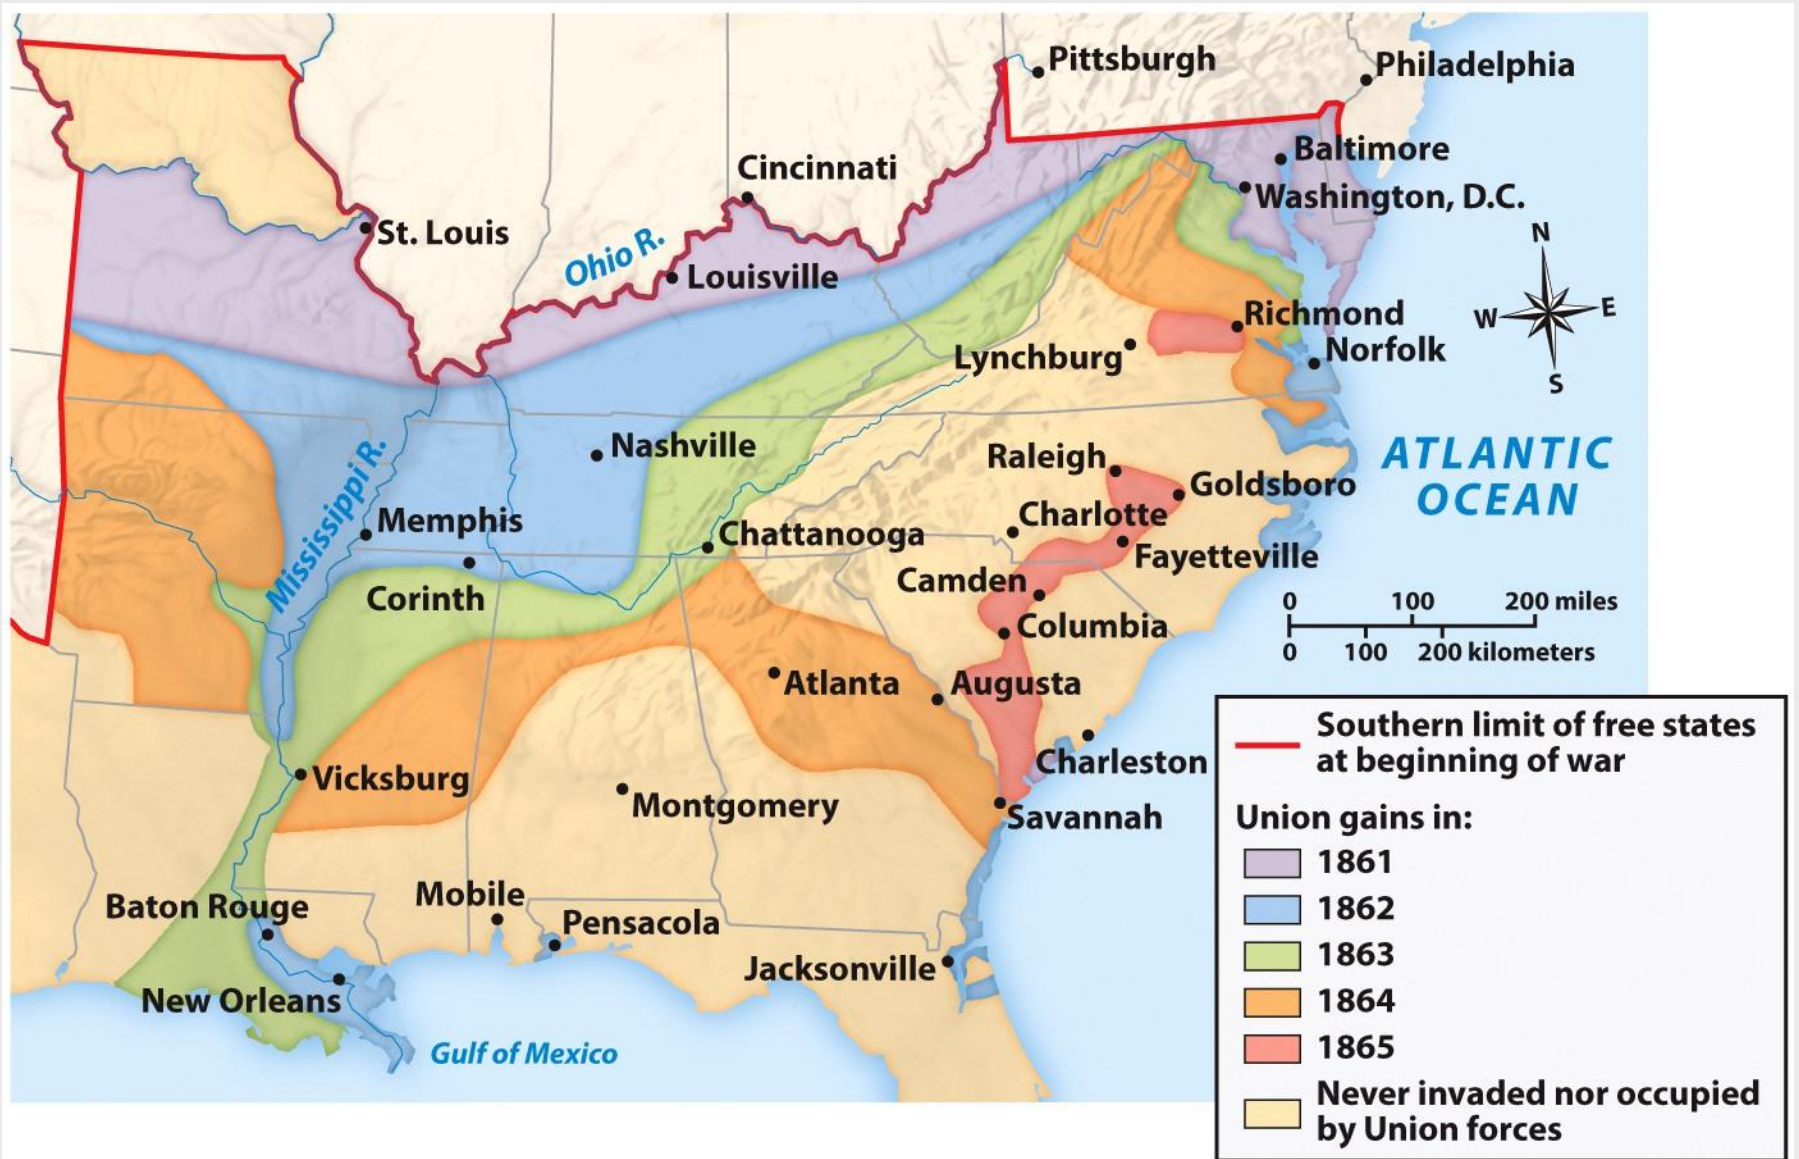 Pittsburgh
Philadelphia
Baltimore
Cincinnati
Washington, D.C.
St. Louis
Ohio R.
Louisville
N
W
E
S
Richmond
Norfolk
Lynchburg
Nashville
Mississippi R.
Memphis
Raleigh
Goldsboro
ATLANTIC
OCEAN
Charlotte
Chattanooga
Fayetteville
Corinth
Camden
Columbia
0 100 200 miles
0 100 200 kilometers
Atlanta
Augusta
Charleston
Vicksburg
Montgomery
Savannah
Baton Rouge
Mobile
Pensacola
Jacksonville
New Orleans
Gulf of Mexico
Southern limit of free states
at beginning of war
Union gains in:
1861
1862
1863
1864
1865
Never invaded nor occupied
by Union forces